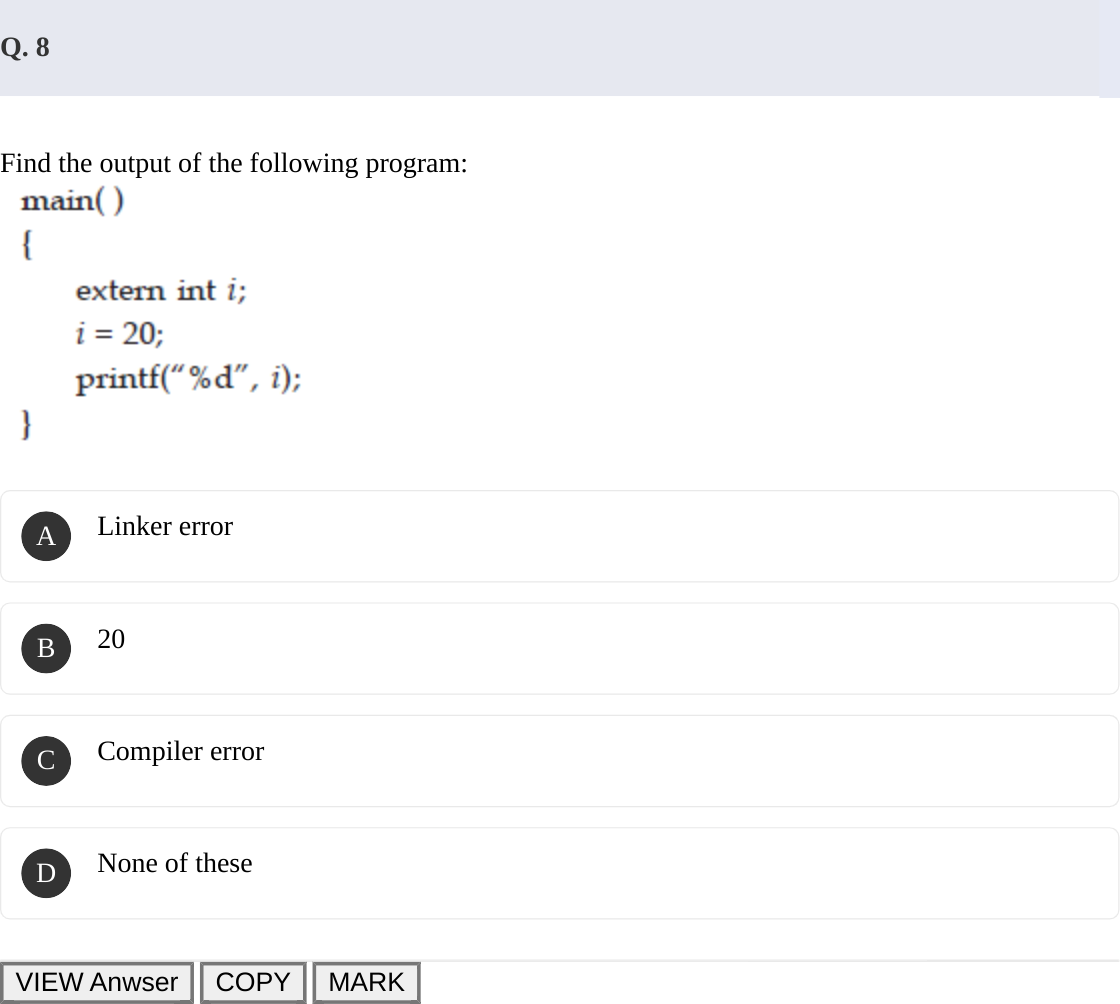 Q. 8
Find the output of the following program:
main( )
{
extern int i;
i = 20;
printf(“%d”, i);
}
A Linker error
B 20
C Compiler error
D None of these
VIEW Anwser COPY MARK